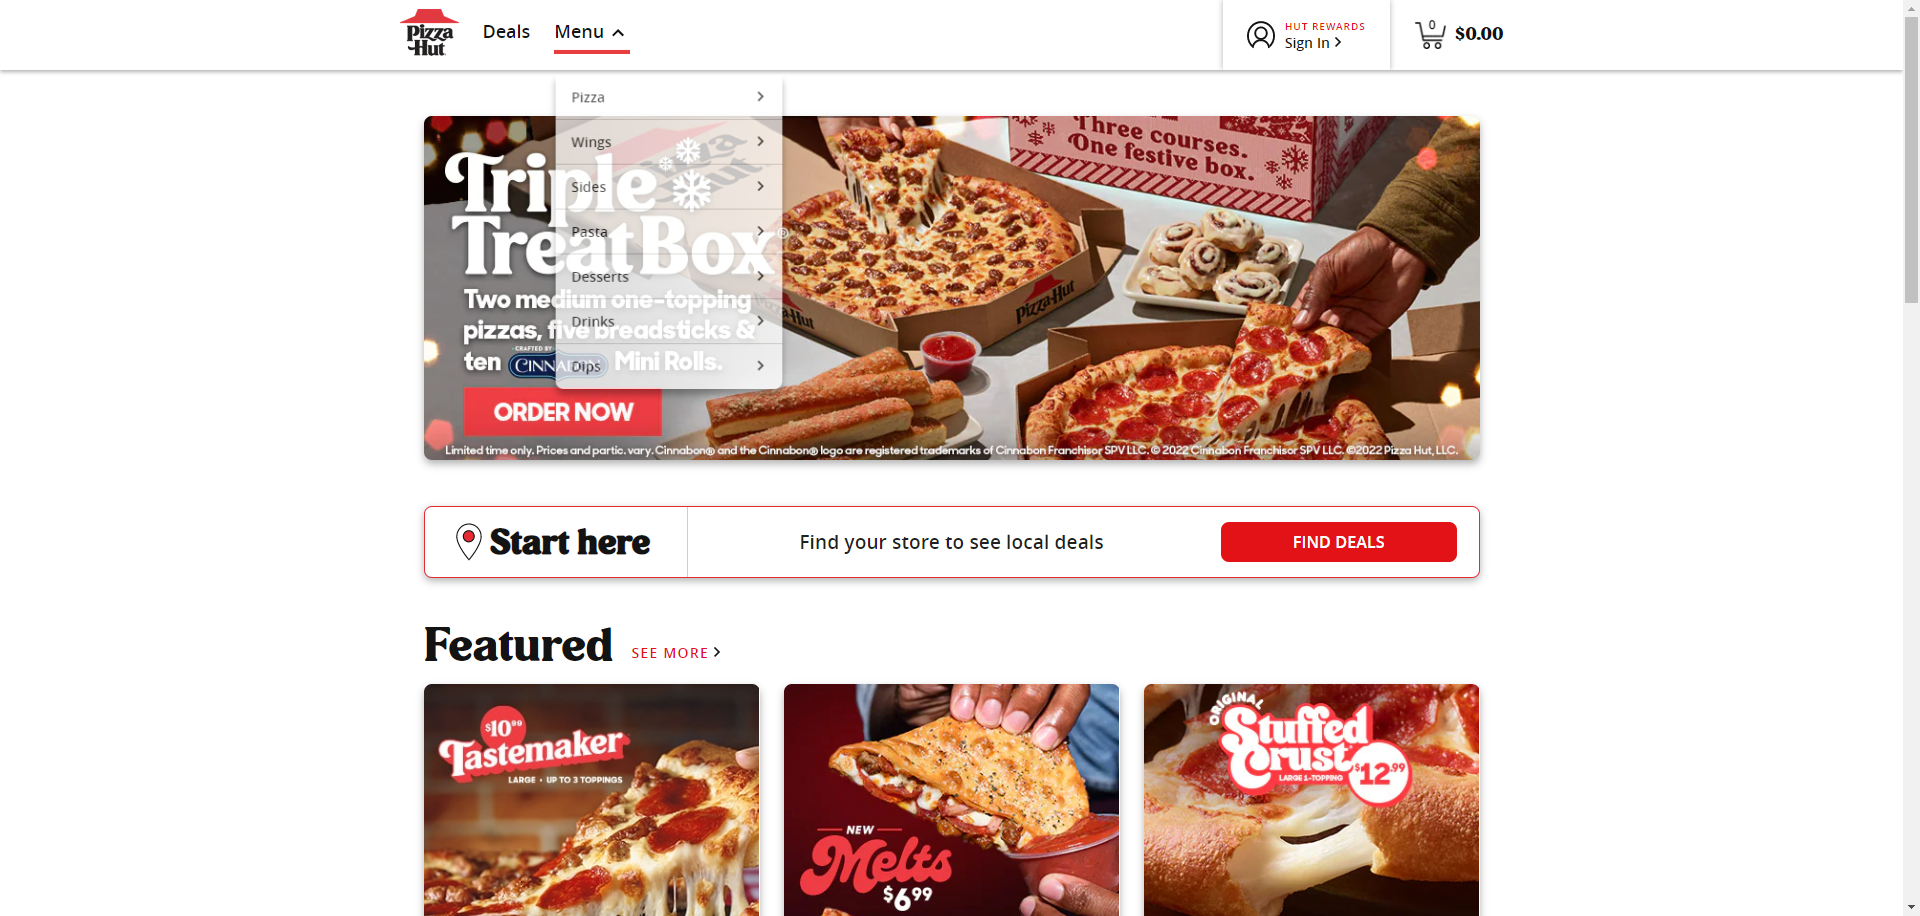 Pizza Hut
Deals
Menu
HUT REWARDS
Sign In
0
$0.00
Pizza
Wings
Sides
Pasta
Desserts
Drinks
Dips
Triple
Treat Box®
Two medium one-topping
pizzas, five breadsticks &
ten CRAFTED BY CINNABON Mini Rolls.
ORDER NOW
Three courses.
One festive box.
Pizza Hut
Hut
Limited time only. Prices and partic. vary. Cinnabon® and the Cinnabon® logo are registered trademarks of Cinnabon Franchisor SPV LLC. © 2022 Cinnabon Franchisor SPV LLC. ©2022 Pizza Hut, LLC.
Start here
Find your store to see local deals
FIND DEALS
Featured
SEE MORE
$10.99
Tastemaker
LARGE • UP TO 3 TOPPINGS
NEW
Melts
$6.99
ORIGINAL
Stuffed
Crust
LARGE 1-TOPPING
$12.99